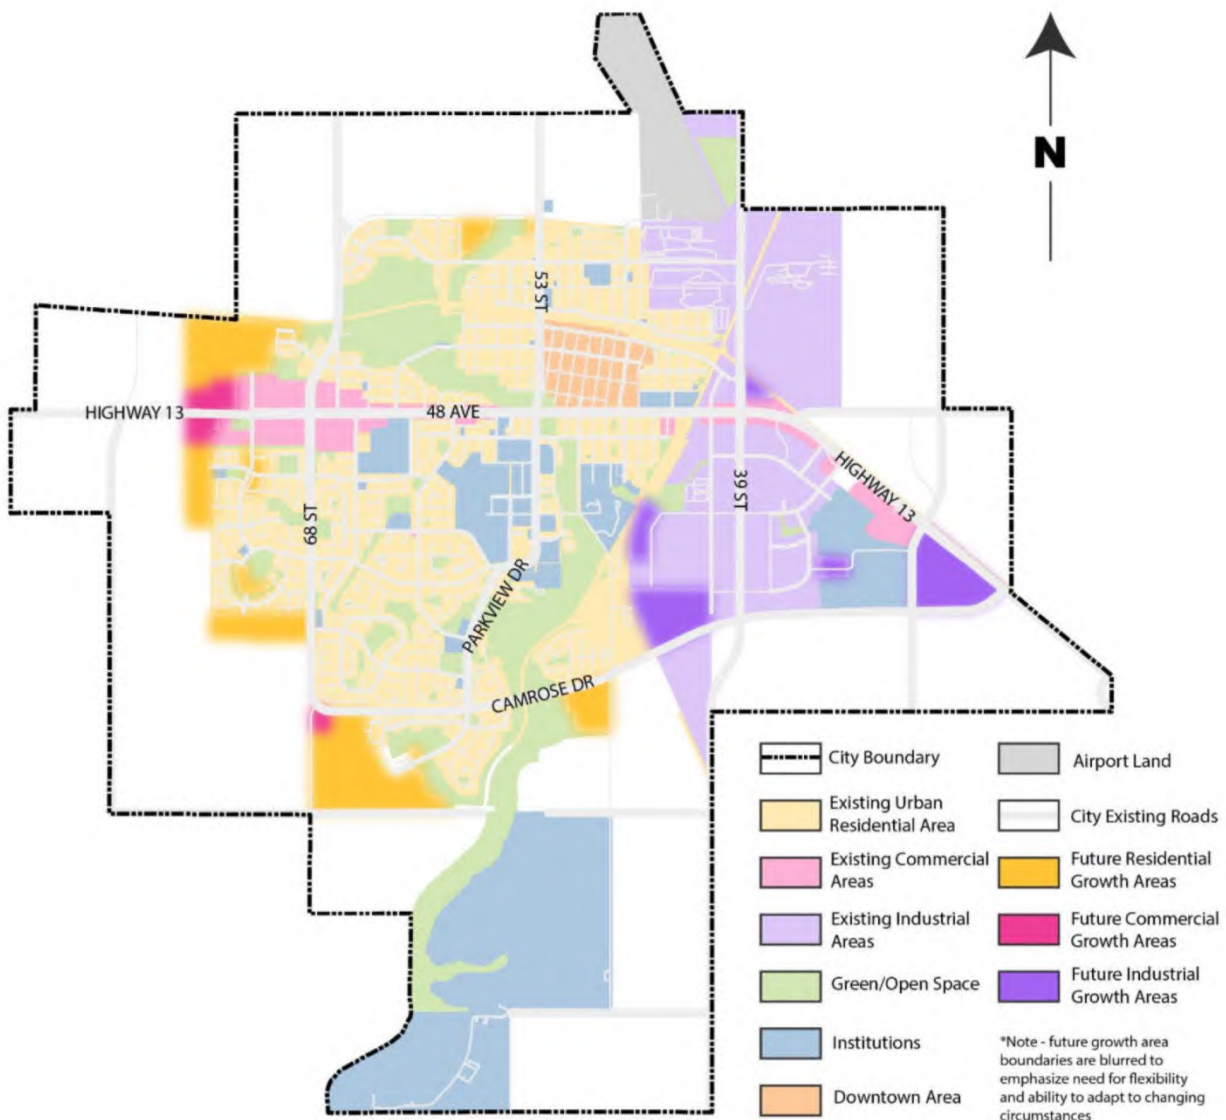 N
53 ST
HIGHWAY 13
48 AVE
HIGHWAY 13
39 ST
68 ST
PARKVIEW DR
CAMROSE DR
City Boundary
Existing Urban
Residential Area
Existing Commercial
Areas
Existing Industrial
Areas
Green/Open Space
Institutions
Downtown Area
Airport Land
City Existing Roads
Future Residential
Growth Areas
Future Commercial
Growth Areas
Future Industrial
Growth Areas
*Note - future growth area
boundaries are blurred to
emphasize need for flexibility
and ability to adapt to changing
circumstances